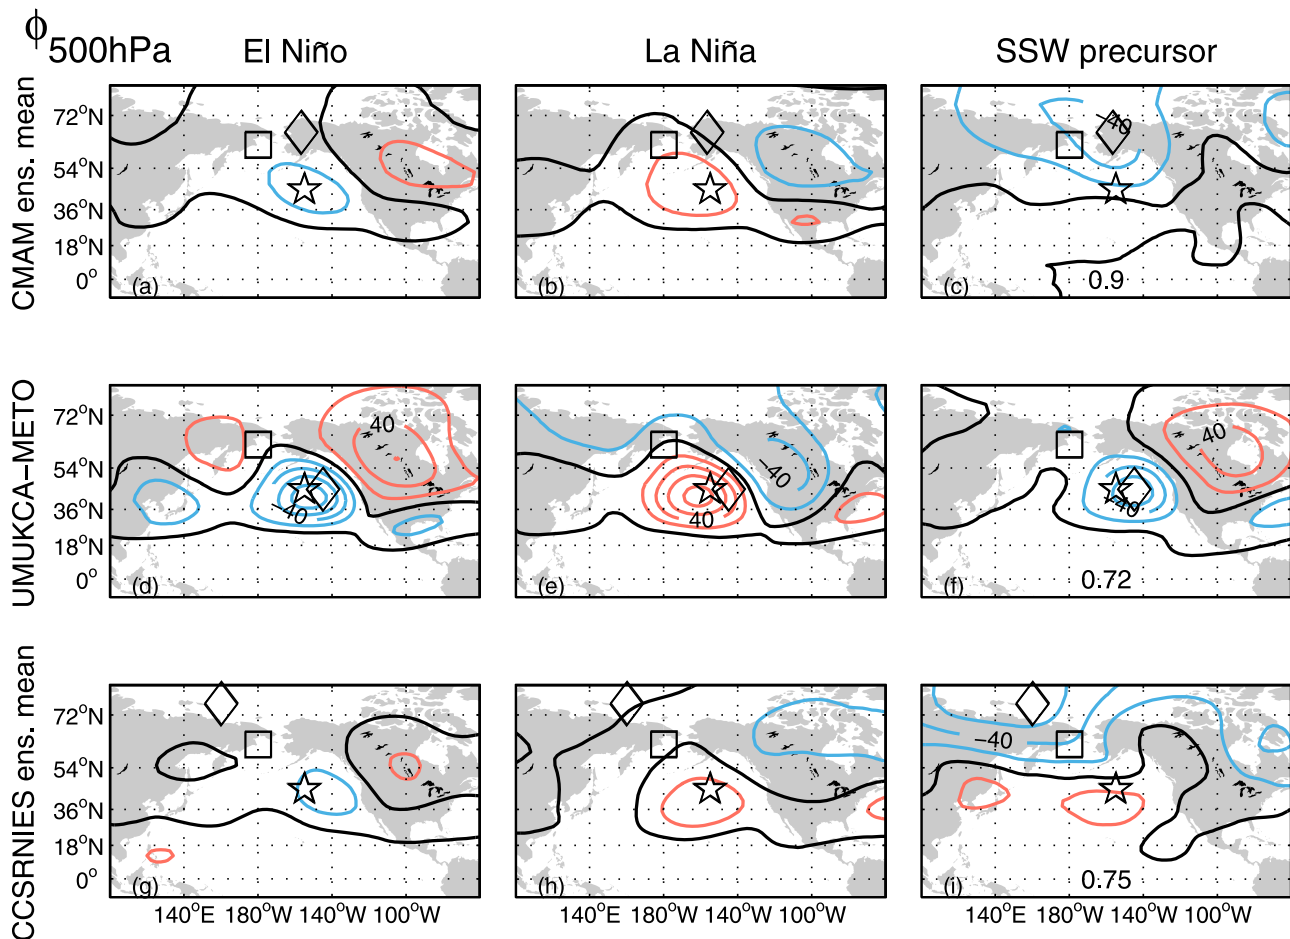 ϕ500hPa
El Niño
La Niña
SSW precursor
CMAM ens. mean
72°N
54°N
36°N
18°N
0°
(a)
(b)
−40
0.9
(c)
UMUKCA−METO
72°N
54°N
36°N
18°N
0°
40
−40
(d)
−40
40
(e)
40
−40
0.72
(f)
CCSRNIES ens. mean
72°N
54°N
36°N
18°N
0°
(g)
(h)
−40
0.75
(i)
140°E 180°W 140°W 100°W
140°E 180°W 140°W 100°W
140°E 180°W 140°W 100°W